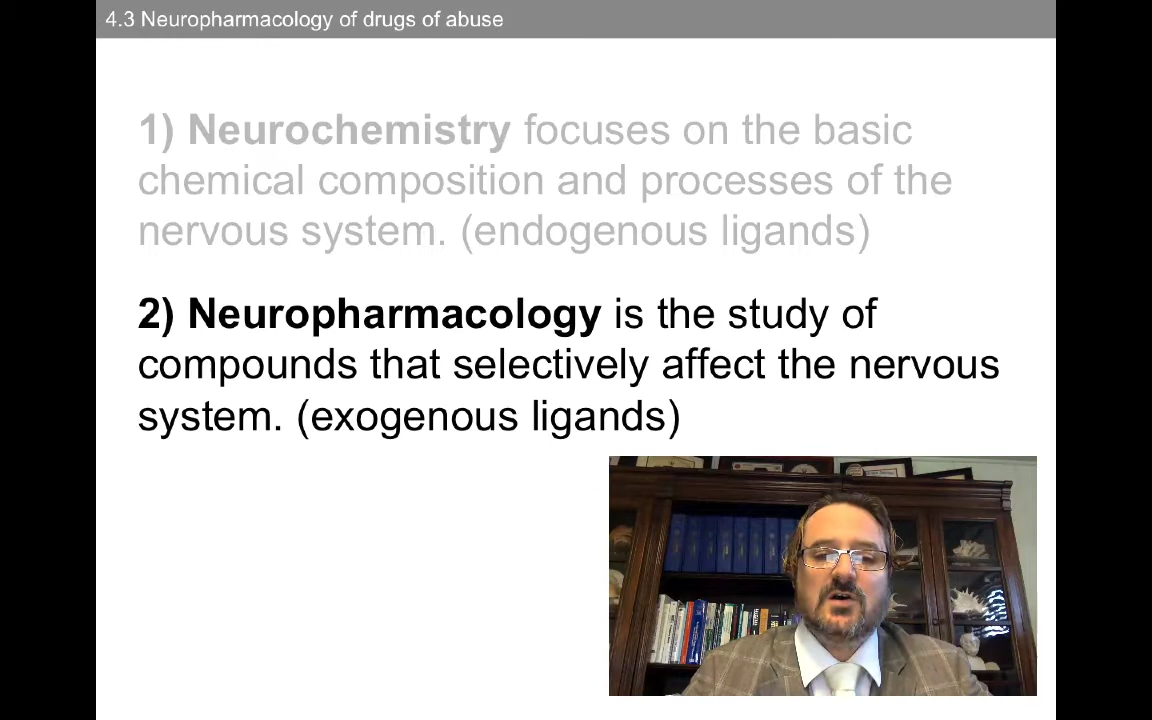 4.3 Neuropharmacology of drugs of abuse
1) Neurochemistry focuses on the basic
chemical composition and processes of the
nervous system. (endogenous ligands)
2) Neuropharmacology is the study of
compounds that selectively affect the nervous
system. (exogenous ligands)